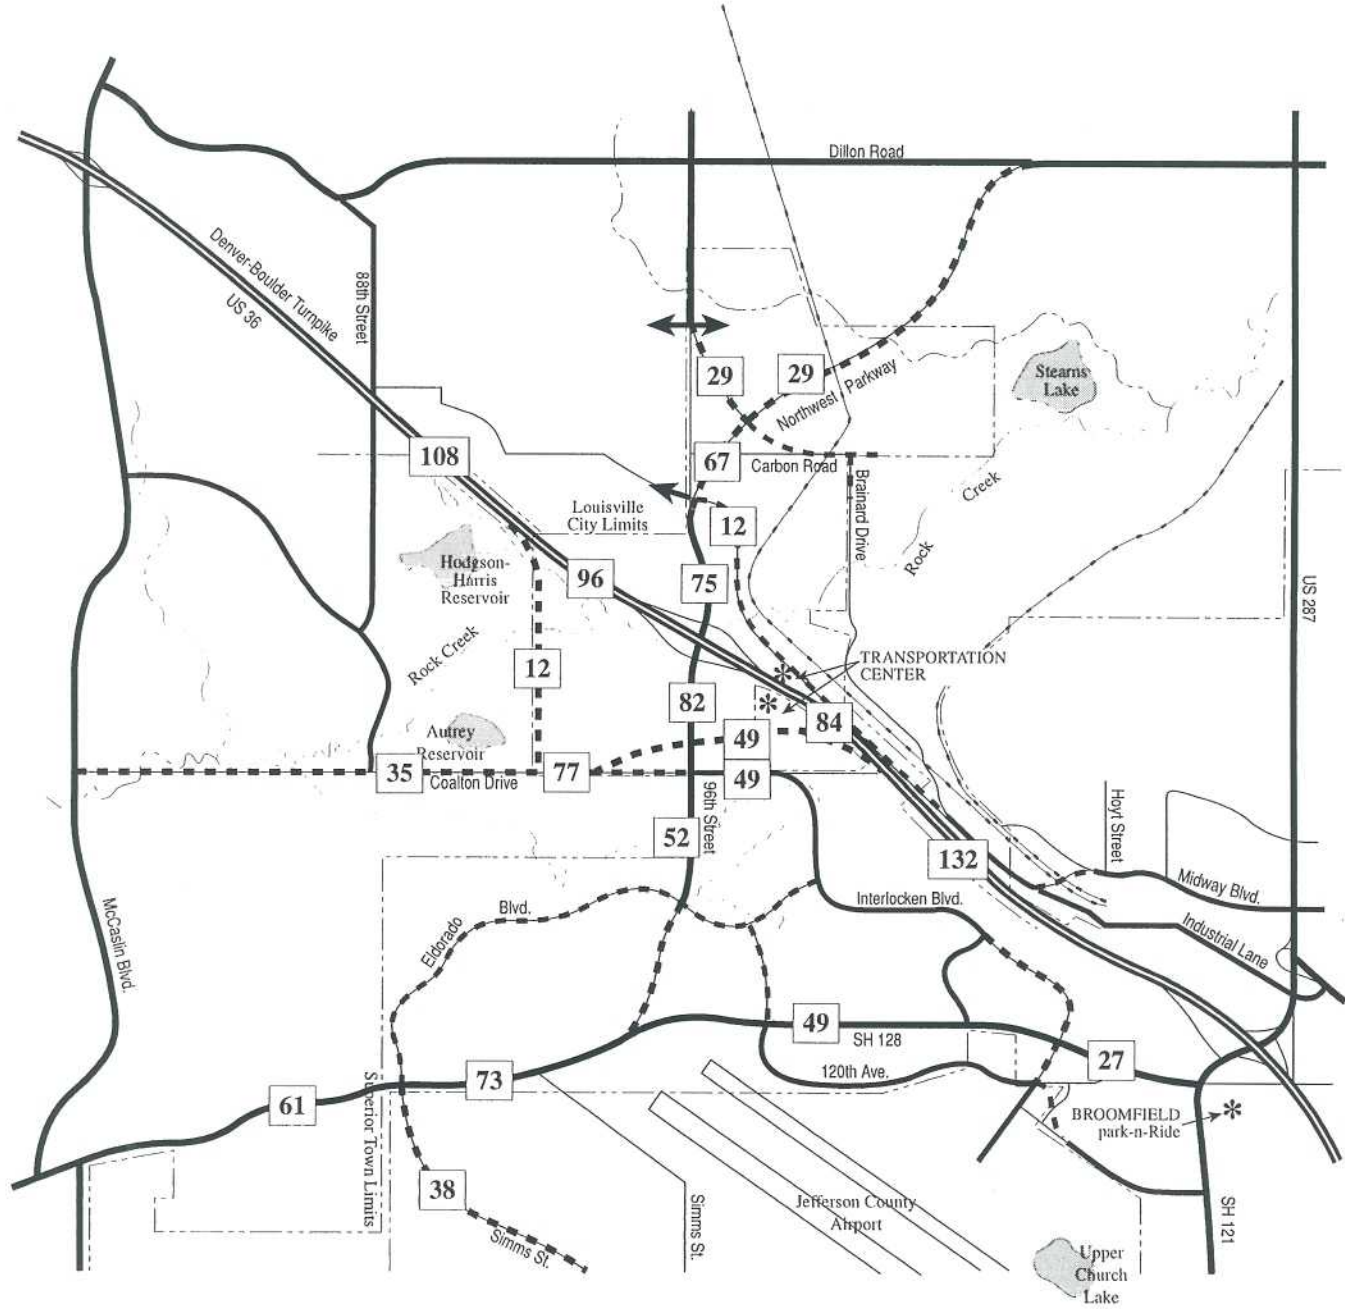 Dillon Road
Denver-Boulder Turnpike
US 36
88th Street
29
29
Northwest Parkway
Stearns
Lake
108
67
Carbon Road
Brainard Drive
Creek
Rock
Louisville
City Limits
12
Hodgson-
Harris
Reservoir
96
75
US 287
Rock Creek
12
TRANSPORTATION
CENTER
82
84
Autrey
Reservoir
49
35
Coalton Drive
77
49
96th Street
52
Hoyt Street
132
Midway Blvd.
Interlocken Blvd.
Industrial Lane
McCaslin Blvd.
Eldorado
Blvd.
49
SH 128
120th Ave.
27
73
61
Superior Town Limits
BROOMFIELD
park-n-Ride
38
Simms St.
Simms St.
Jefferson County
Airport
SH 121
Upper
Church
Lake